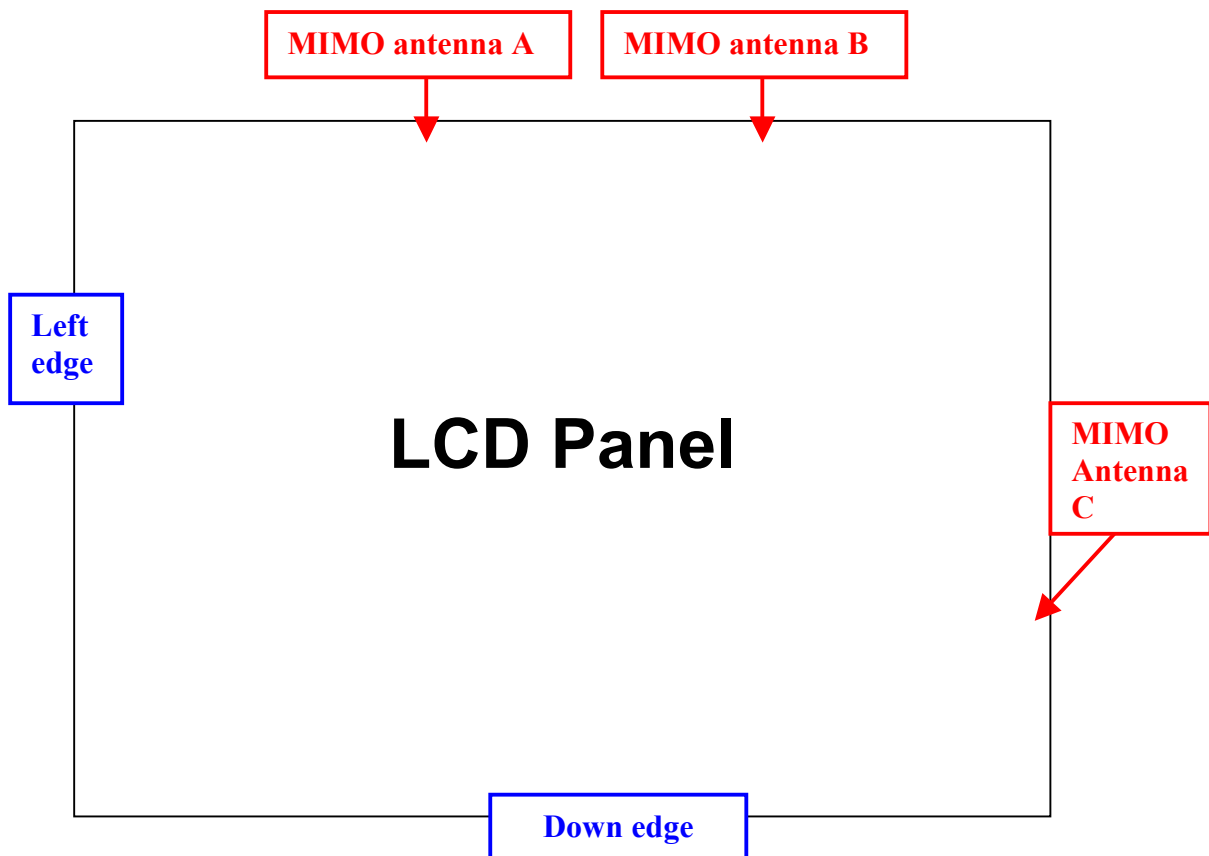 MIMO antenna A
MIMO antenna B
Left
edge
LCD Panel
MIMO
Antenna
C
Down edge